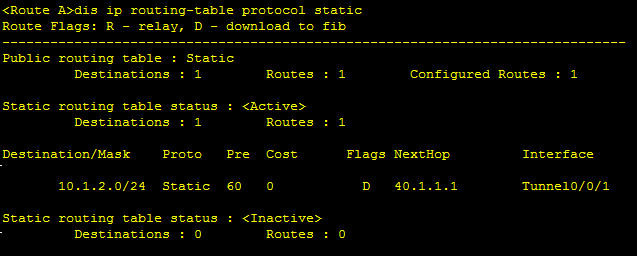 <Route A>dis ip routing-table protocol static
Route Flags: R - relay, D - download to fib
------------------------------------------------------------------------------
Public routing table : Static
         Destinations : 1        Routes : 1        Configured Routes : 1
Static routing table status : <Active>
         Destinations : 1        Routes : 1
Destination/Mask    Proto   Pre  Cost      Flags NextHop         Interface
       10.1.2.0/24  Static  60   0           D   40.1.1.1        Tunnel0/0/1
Static routing table status : <Inactive>
         Destinations : 0        Routes : 0